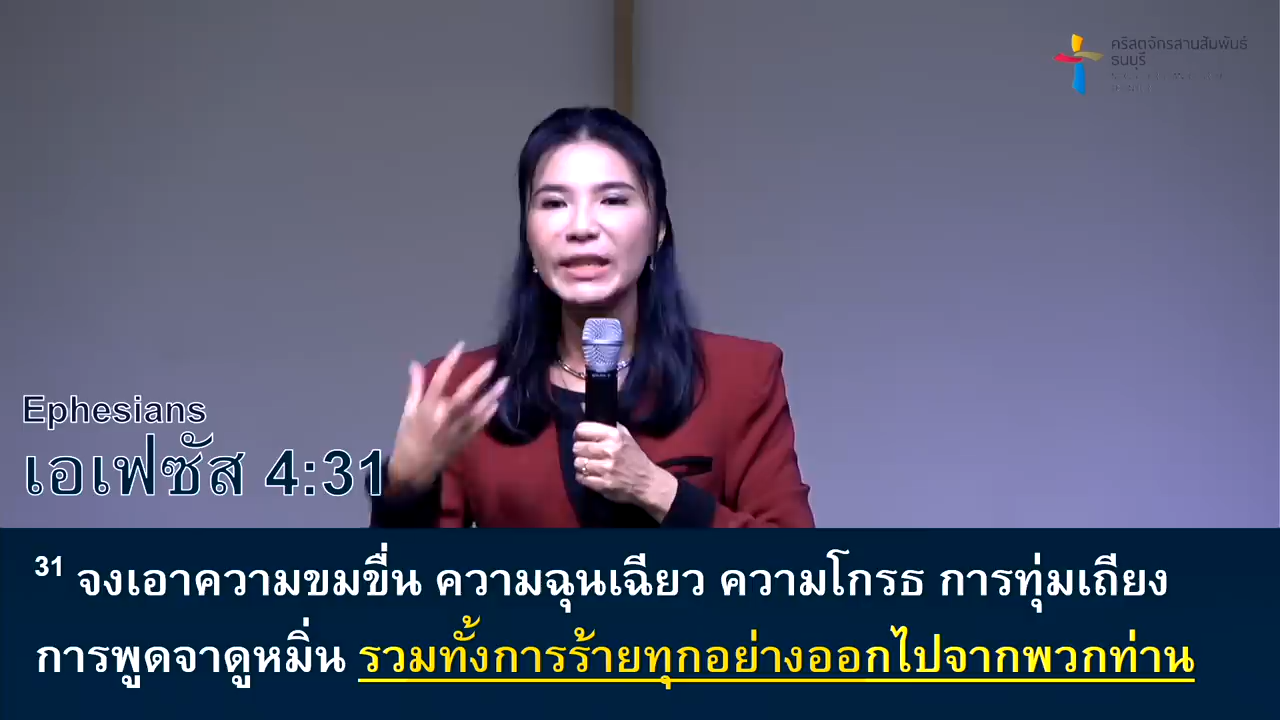 คริสตจักรสานสัมพันธ์
ธนบุรี
Ephesians
เอเฟซัส 4:31
31 จงเอาความขมขื่น ความฉุนเฉียว ความโกรธ การทุ่มเถียง
การพูดจาดูหมิ่น รวมทั้งการร้ายทุกอย่างออกไปจากพวกท่าน